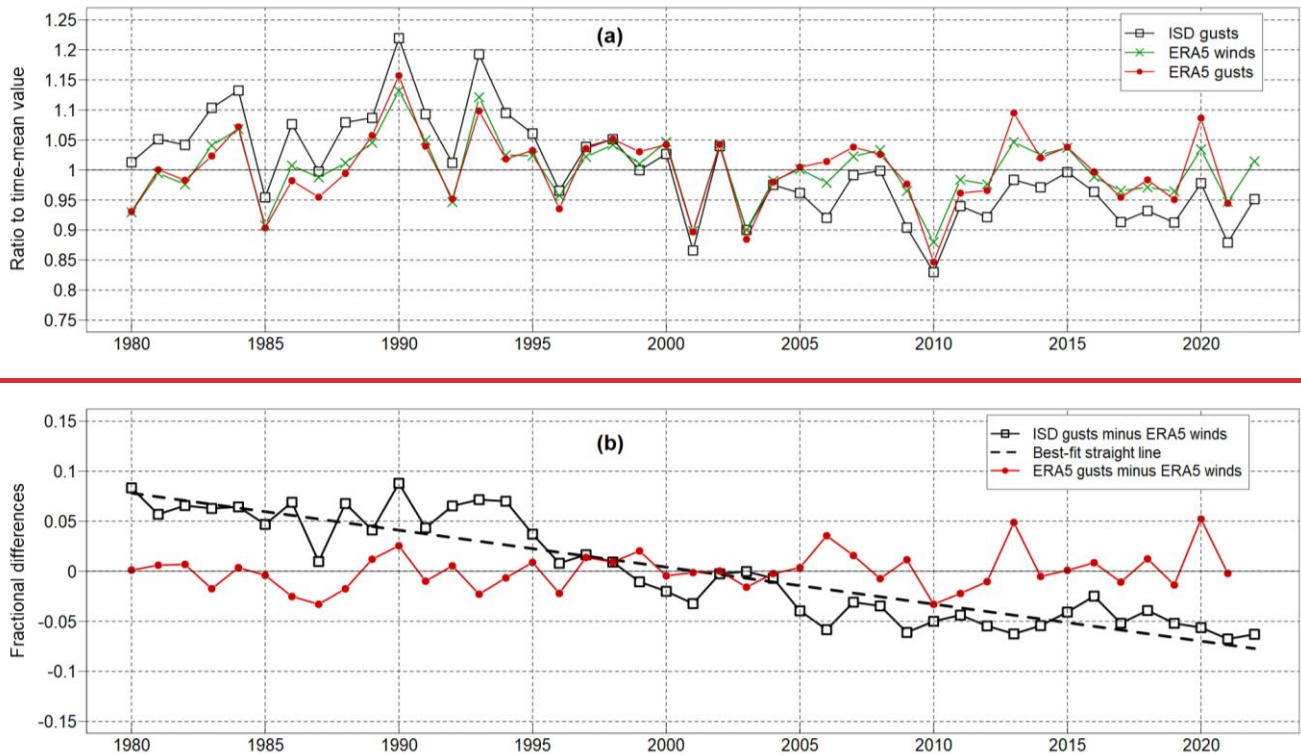 (a)
ISD gusts
ERA5 winds
ERA5 gusts
Ratio to time-mean value
1.25
1.2
1.15
1.1
1.05
1
0.95
0.9
0.85
0.8
0.75
1980 1985 1990 1995 2000 2005 2010 2015 2020
(b)
ISD gusts minus ERA5 winds
Best-fit straight line
ERA5 gusts minus ERA5 winds
Fractional differences
0.15
0.1
0.05
0
-0.05
-0.1
-0.15
1980 1985 1990 1995 2000 2005 2010 2015 2020